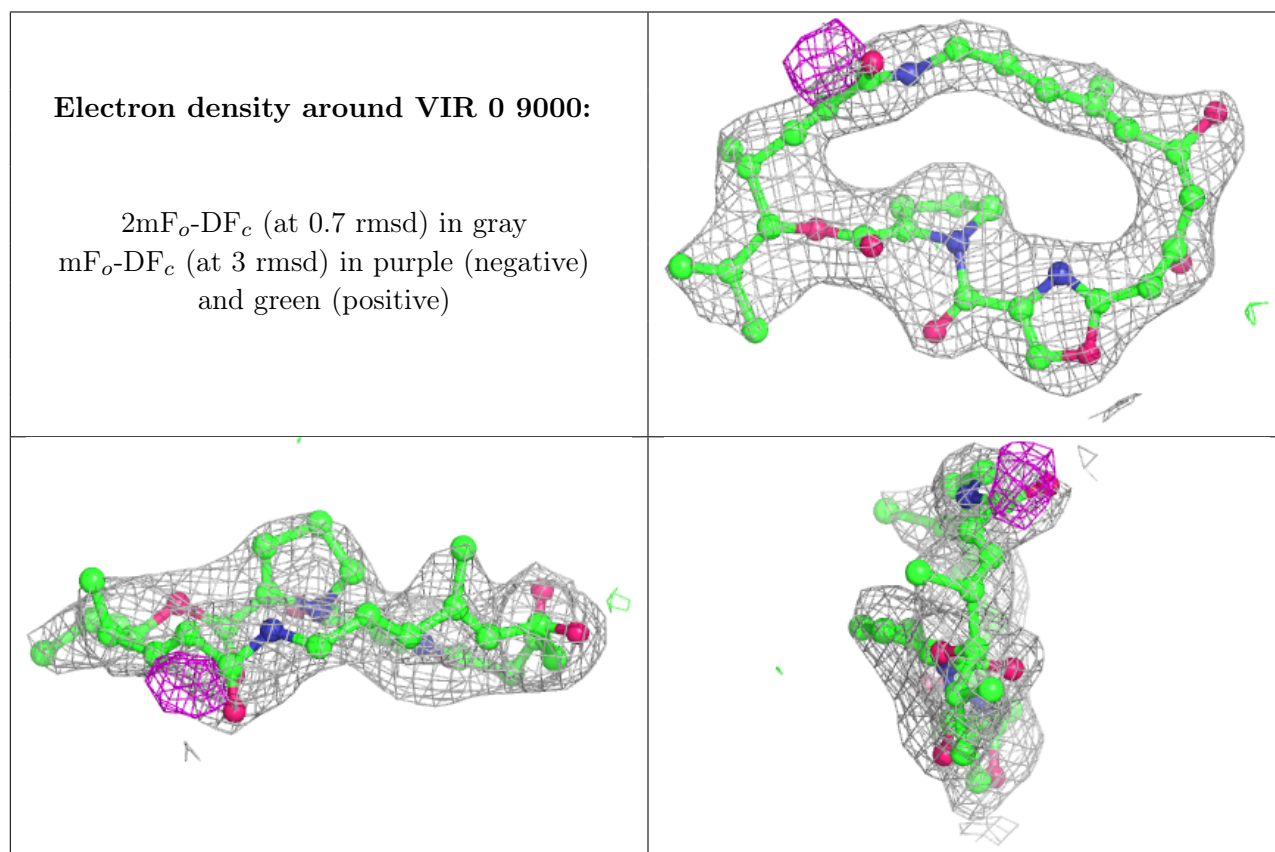 Electron density around VIR 0 9000:
2mFo-DFc (at 0.7 rmsd) in gray
mFo-DFc (at 3 rmsd) in purple (negative)
and green (positive)